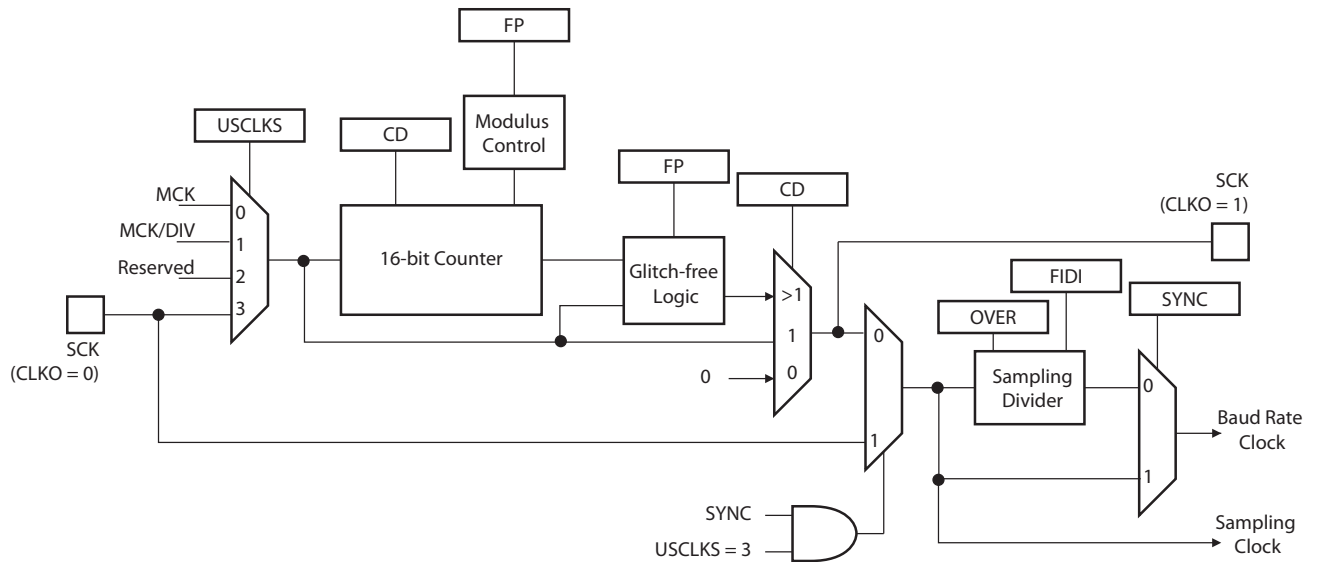 FP
USCLKS
CD
Modulus
Control
FP
CD
SCK
(CLKO = 1)
MCK
0
MCK/DIV
1
Reserved
2
3
16-bit Counter
Glitch-free
Logic
>1
1
0
0
SCK
(CLKO = 0)
FIDI
OVER
SYNC
0
1
Sampling
Divider
0
1
Baud Rate
Clock
SYNC
USCLKS = 3
Sampling
Clock